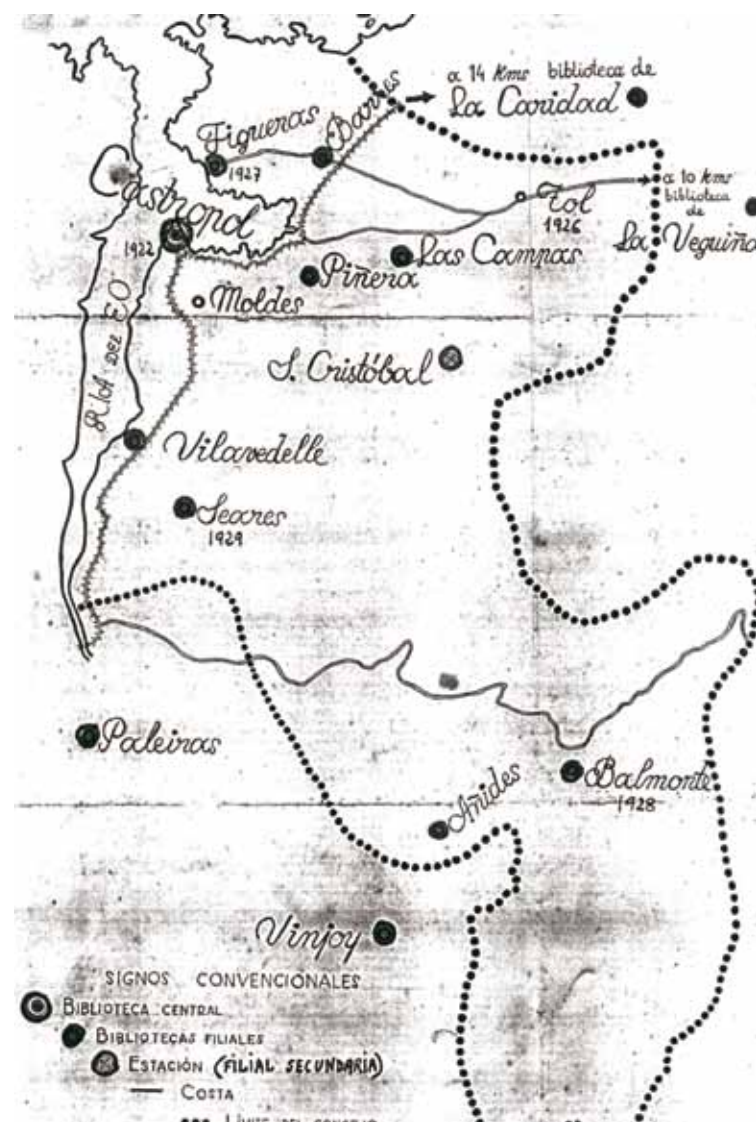 a 14 kms biblioteca de
La Caridad
Barres
Figueras
1927
Castropol
1922
Tol
1926
a 10 kms
biblioteca
de
La Veguiña
Las Campas
Piñera
Moldes
RIA DEL EO
S. Cristóbal
Vilavedelle
Seares
1929
Paleiras
Balmonte
1928
Añides
Vinjoy
SIGNOS CONVENCIONALES
BIBLIOTECA CENTRAL
BIBLIOTECAS FILIALES
ESTACIÓN (FILIAL SECUNDARIA)
COSTA